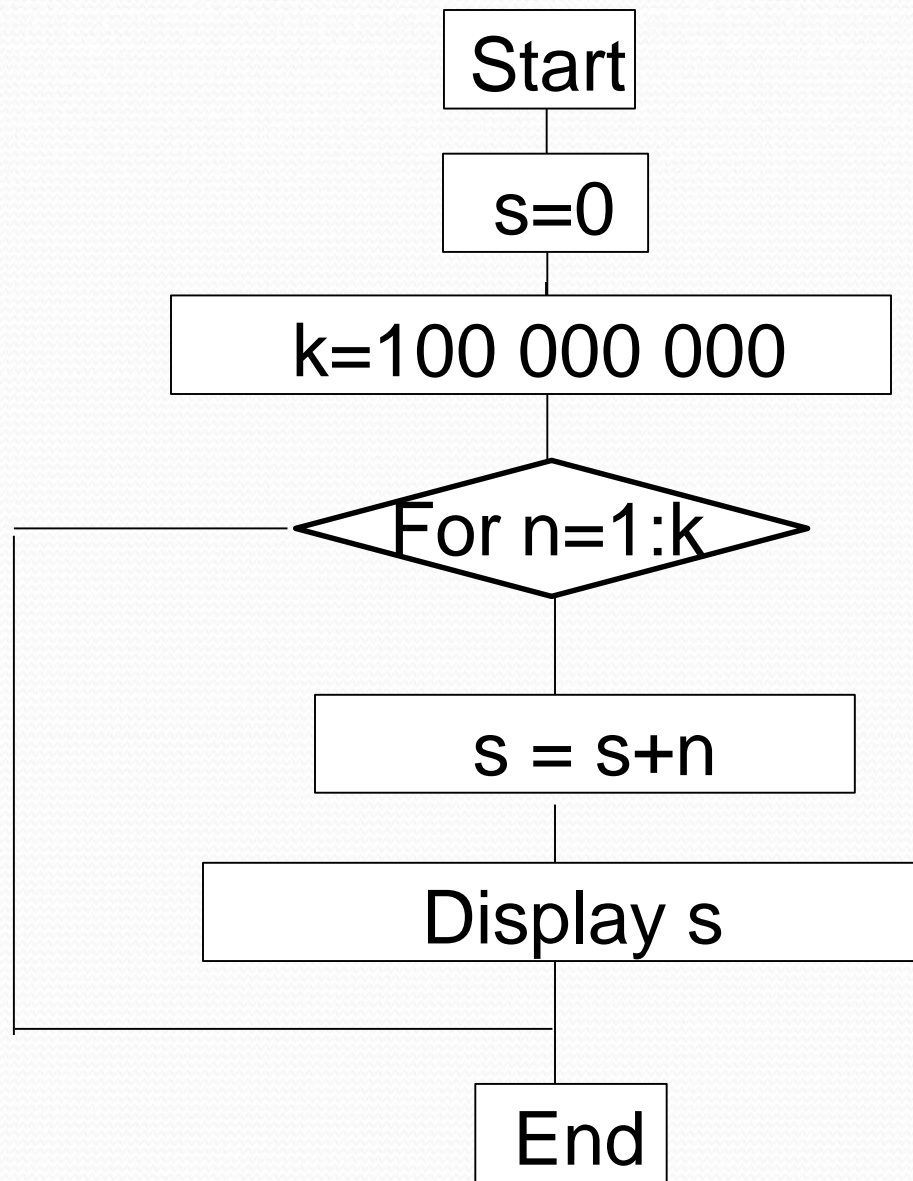 Start
s=0
k=100 000 000
For n=1:k
s = s+n
Display s
End